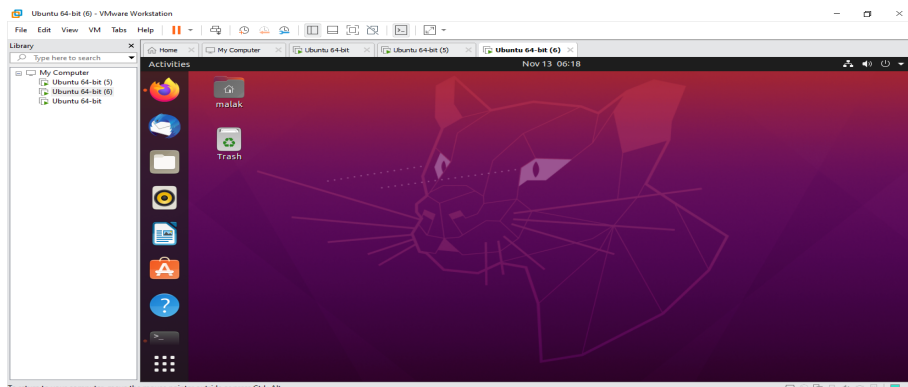 Ubuntu 64-bit (6) - VMware Workstation
File Edit View VM Tabs Help
Library
Type here to search
My Computer
Ubuntu 64-bit (5)
Ubuntu 64-bit (6)
Ubuntu 64-bit
Home My Computer Ubuntu 64-bit Ubuntu 64-bit (5) Ubuntu 64-bit (6)
Activities Nov 13 06:18
malak
Trash